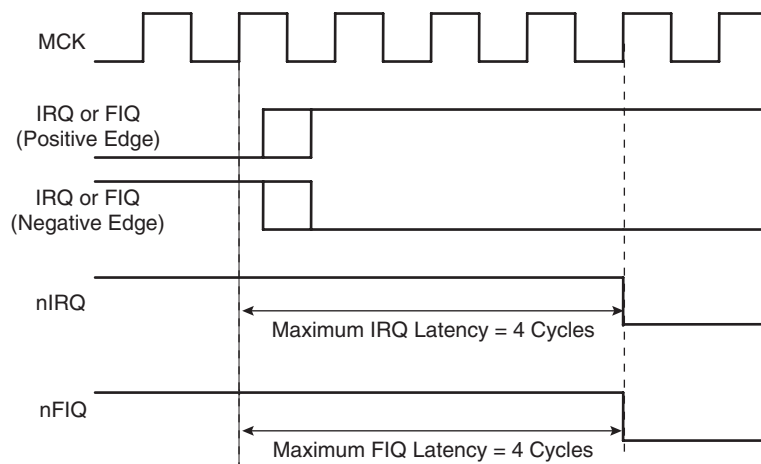 MCK
IRQ or FIQ
(Positive Edge)
IRQ or FIQ
(Negative Edge)
nIRQ
Maximum IRQ Latency = 4 Cycles
nFIQ
Maximum FIQ Latency = 4 Cycles